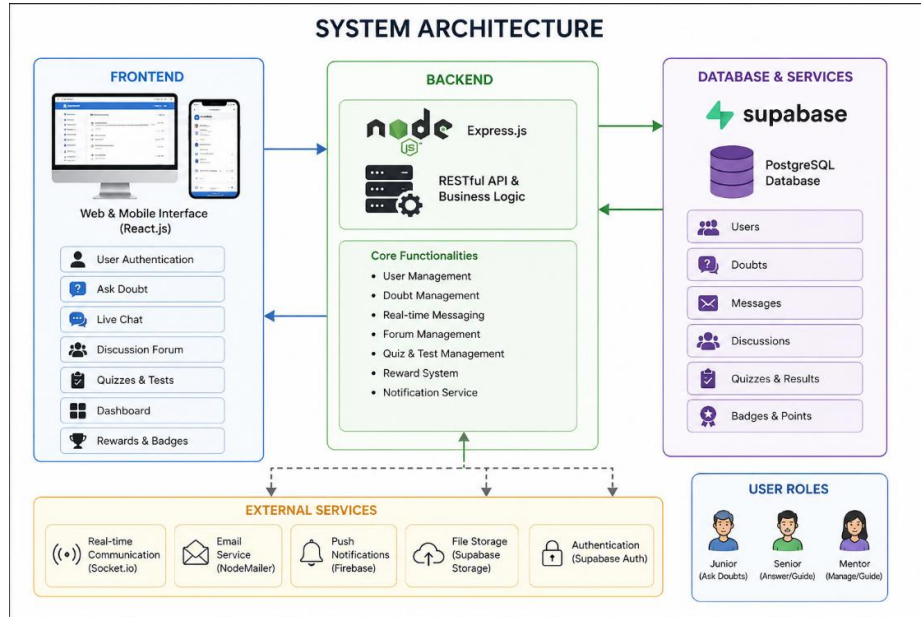 SYSTEM ARCHITECTURE
FRONTEND
Web & Mobile Interface
(React.js)
User Authentication
Ask Doubt
Live Chat
Discussion Forum
Quizzes & Tests
Dashboard
Rewards & Badges
BACKEND
node
JS
Express.js
RESTful API &
Business Logic
Core Functionalities
• User Management
• Doubt Management
• Real-time Messaging
• Forum Management
• Quiz & Test Management
• Reward System
• Notification Service
DATABASE & SERVICES
supabase
PostgreSQL
Database
Users
Doubts
Messages
Discussions
Quizzes & Results
Badges & Points
EXTERNAL SERVICES
Real-time
Communication
(Socket.io)
Email
Service
(NodeMailer)
Push
Notifications
(Firebase)
File Storage
(Supabase
Storage)
Authentication
(Supabase Auth)
USER ROLES
Junior
(Ask Doubts)
Senior
(Answer/Guide)
Mentor
(Manage/Guide)